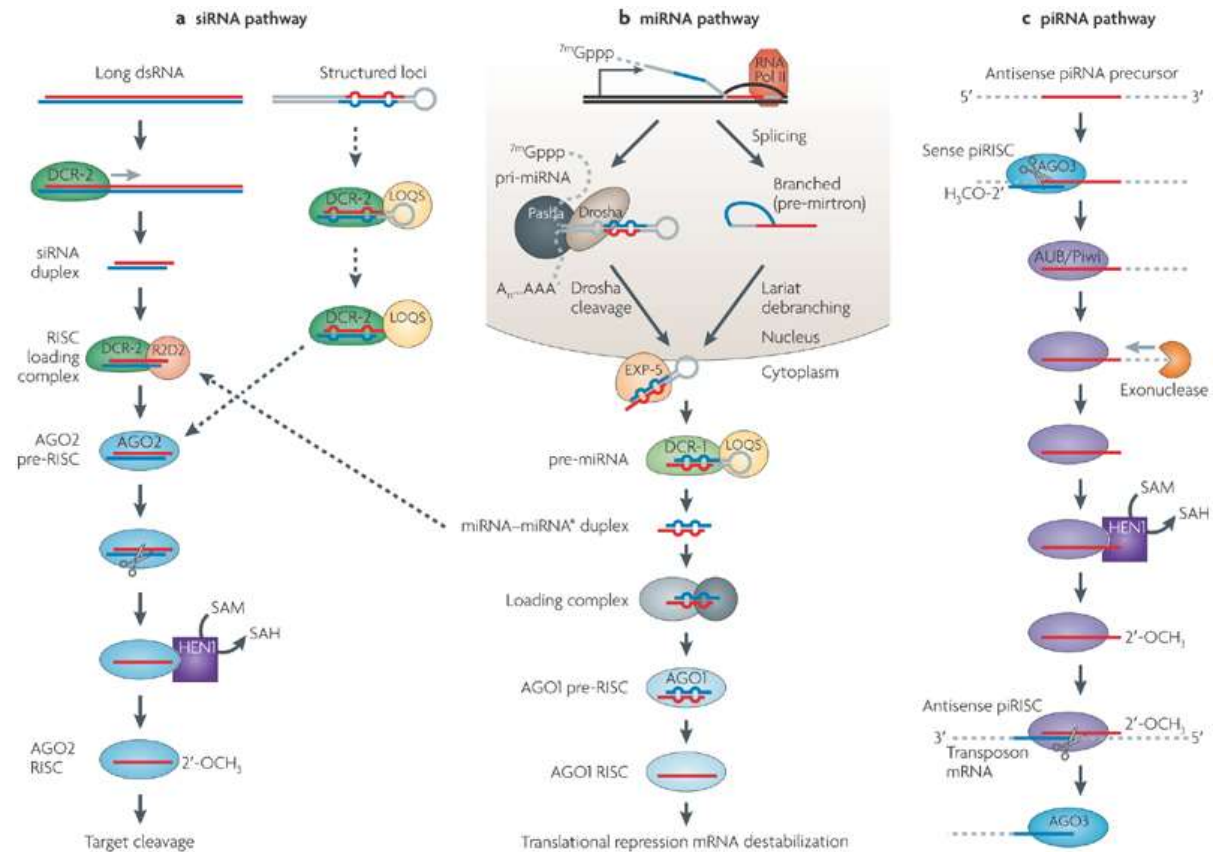 a siRNA pathway
Long dsRNA
Structured loci
DCR-2
DCR-2
LOQS
siRNA
duplex
DCR-2
LOQS
RISC
loading
complex
DCR-2
R2D2
AGO2
pre-RISC
AGO2
SAM
HEN1
SAH
AGO2
RISC
2′-OCH₃
Target cleavage
b miRNA pathway
⁷ᵐGppp
RNA
Pol II
Splicing
⁷ᵐGppp
pri-miRNA
Pasha
Drosha
Branched
(pre-mirtron)
Aₙ...AAA
Drosha
cleavage
Lariat
debranching
Nucleus
Cytoplasm
EXP-5
pre-miRNA
DCR-1
LOQS
miRNA–miRNA* duplex
Loading complex
AGO1 pre-RISC
AGO1
AGO1 RISC
Translational repression mRNA destabilization
c piRNA pathway
Antisense piRNA precursor
5′
3′
Sense piRISC
AGO3
H₃CO-2′
AUB/Piwi
Exonuclease
SAM
HEN1
SAH
2′-OCH₃
Antisense piRISC
2′-OCH₃
3′
5′
Transposon
mRNA
AGO3